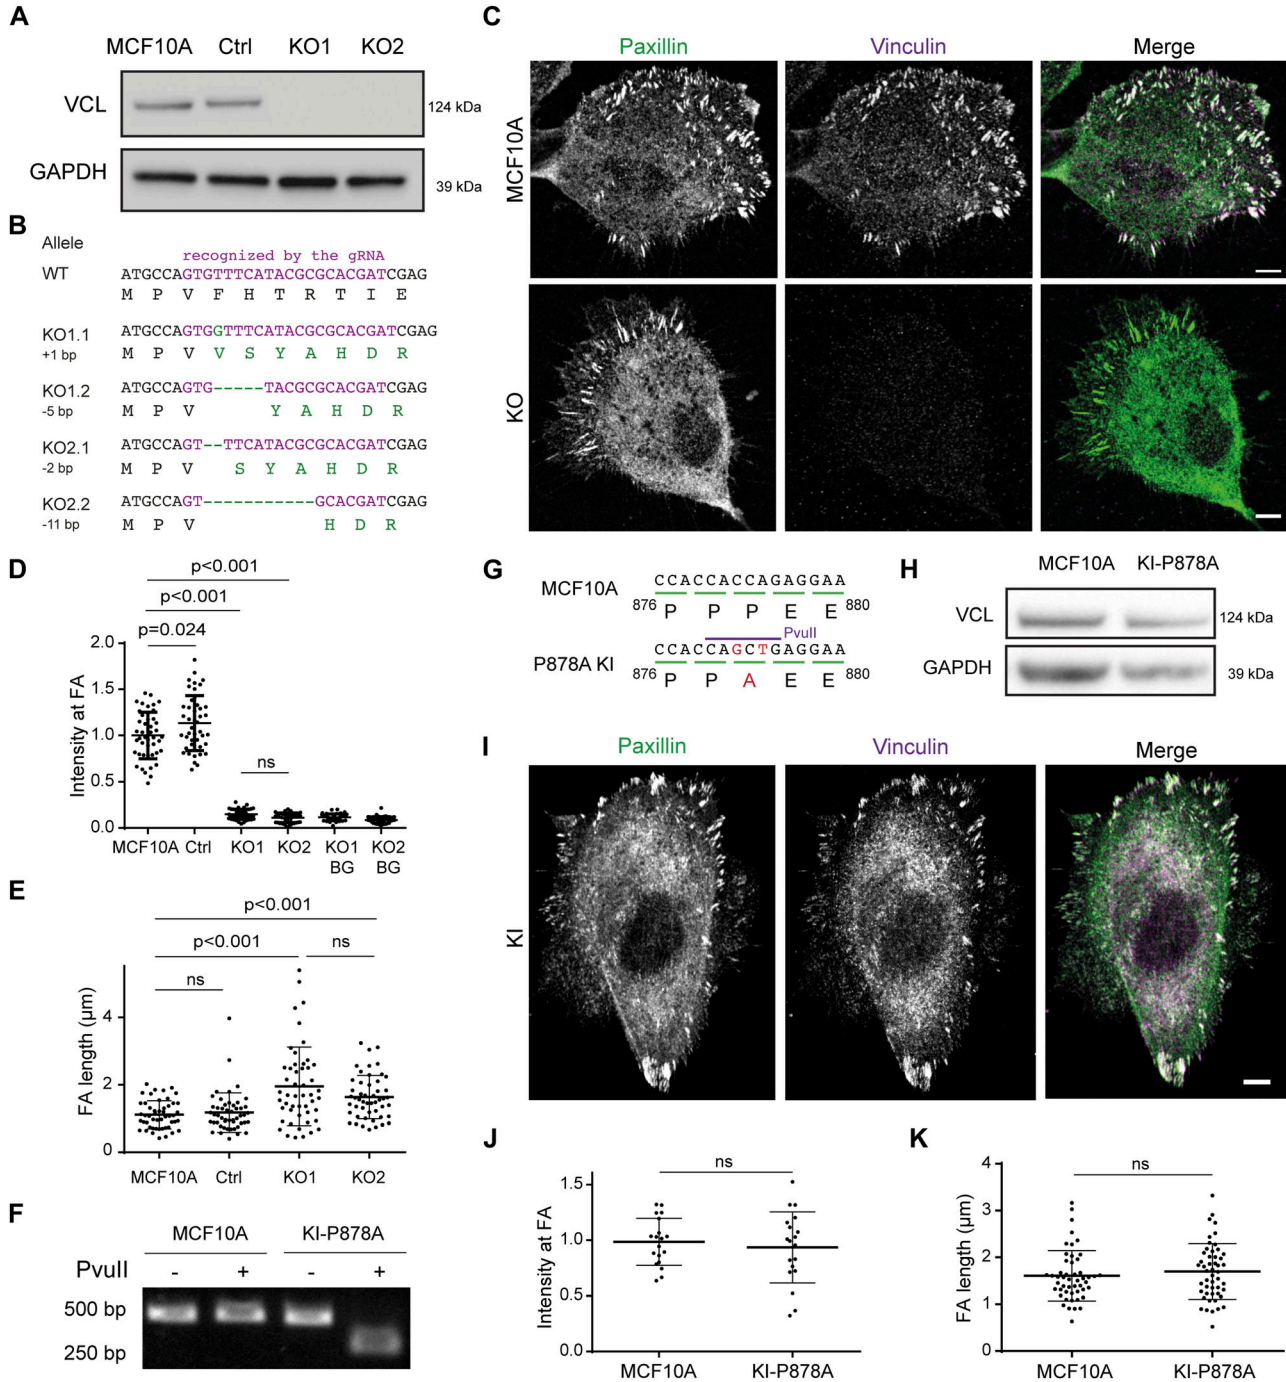 A
MCF10A Ctrl KO1 KO2
VCL
124 kDa
GAPDH
39 kDa
B
Allele
recognized by the gRNA
WT
ATGCCAGTGTTTCATACGCGCACGATCGAG
M P V F H T R T I E
KO1.1
ATGCCAGTGGTTTCATACGCGCACGATCGAG
+1 bp
M P V V S Y A H D R
KO1.2
ATGCCAGTG-----TACGCGCACGATCGAG
-5 bp
M P V Y A H D R
KO2.1
ATGCCAGT--TTCATACGCGCACGATCGAG
-2 bp
M P V S Y A H D R
KO2.2
ATGCCAGT-----------GCACGATCGAG
-11 bp
M P V H D R
C
Paxillin Vinculin Merge
MCF10A
KO
D
p<0.001
p<0.001
p=0.024
ns
Intensity at FA
2.0
1.5
1.0
0.5
0.0
MCF10A Ctrl KO1 KO2 KO1 BG KO2 BG
E
p<0.001
p<0.001
ns
ns
FA length (µm)
4
2
0
MCF10A Ctrl KO1 KO2
F
MCF10A KI-P878A
PvuII - + - +
500 bp
250 bp
G
MCF10A
CCACCACCAGAGGAA
876 P P P E E 880
PvuII
P878A KI
CCACCAGCTGAGGAA
876 P P A E E 880
H
MCF10A KI-P878A
VCL
124 kDa
GAPDH
39 kDa
I
Paxillin Vinculin Merge
KI
J
ns
Intensity at FA
1.5
1.0
0.5
0.0
MCF10A KI-P878A
K
ns
FA length (µm)
4
3
2
1
0
MCF10A KI-P878A